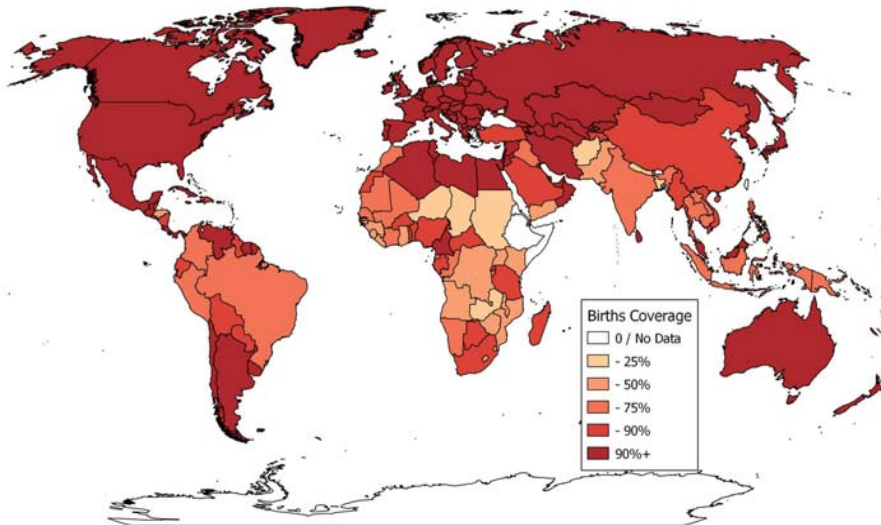 Births Coverage
0 / No Data
- 25%
- 50%
- 75%
- 90%
90%+